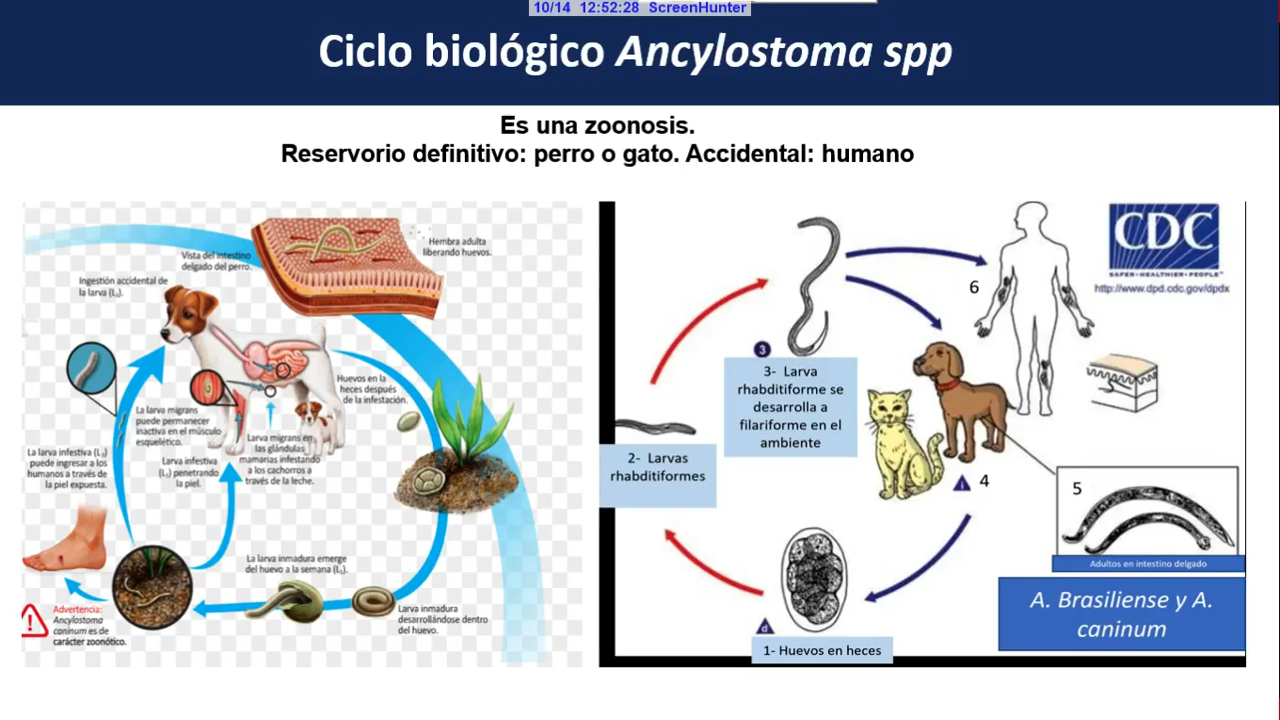 10/14 12:52:28 ScreenHunter
Ciclo biológico Ancylostoma spp
Es una zoonosis.
Reservorio definitivo: perro o gato. Accidental: humano
Hembra adulta
liberando huevos.
Vista del intestino
delgado del perro.
Ingestión accidental de
la larva (L₃).
Huevos en la
heces después
de la infestación.
La larva migrans
puede permanecer
inactiva en el músculo
esquelético.
Larva migrans en
las glándulas
mamarias infestando
a los cachorros a
través de la leche.
La larva infestiva (L₃)
puede ingresar a los
humanos a través de
la piel expuesta.
Larva infestiva
(L₃) penetrando
la piel.
La larva inmadura emerge
del huevo a la semana (L₁).
Larva inmadura
desarrollándose dentro
del huevo.
Advertencia:
Ancylostoma
caninum es de
carácter zoonótico.
CDC
SAFER·HEALTHIER·PEOPLE™
http://www.dpd.cdc.gov/dpdx
6
3
3- Larva
rhabditiforme se
desarrolla a
filariforme en el
ambiente
2- Larvas
rhabditiformes
i
4
5
Adultos en intestino delgado
d
1- Huevos en heces
A. Brasiliense y A.
caninum